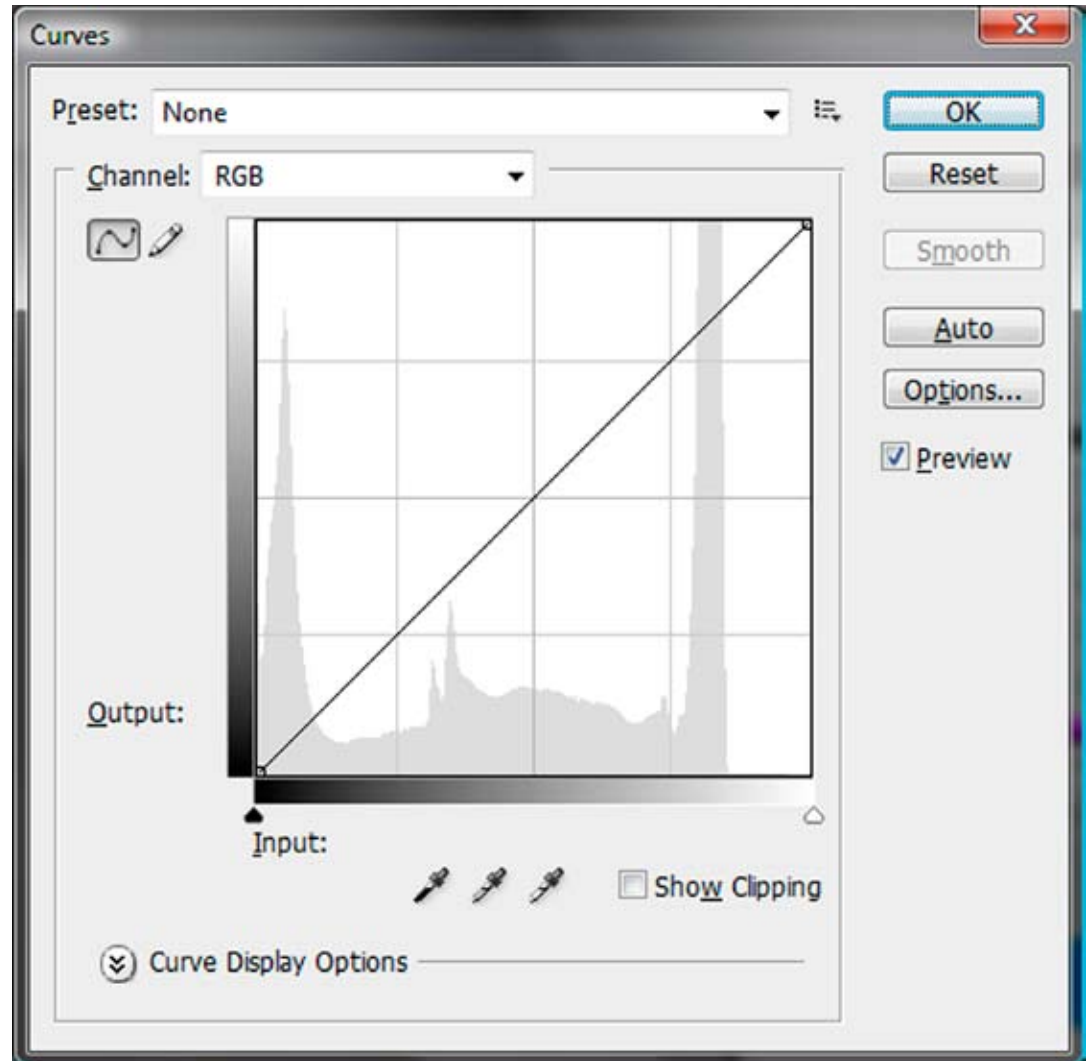 Curves
Preset: None
OK
Channel: RGB
Reset
Smooth
Auto
Options...
Preview
Output:
Input:
Show Clipping
Curve Display Options